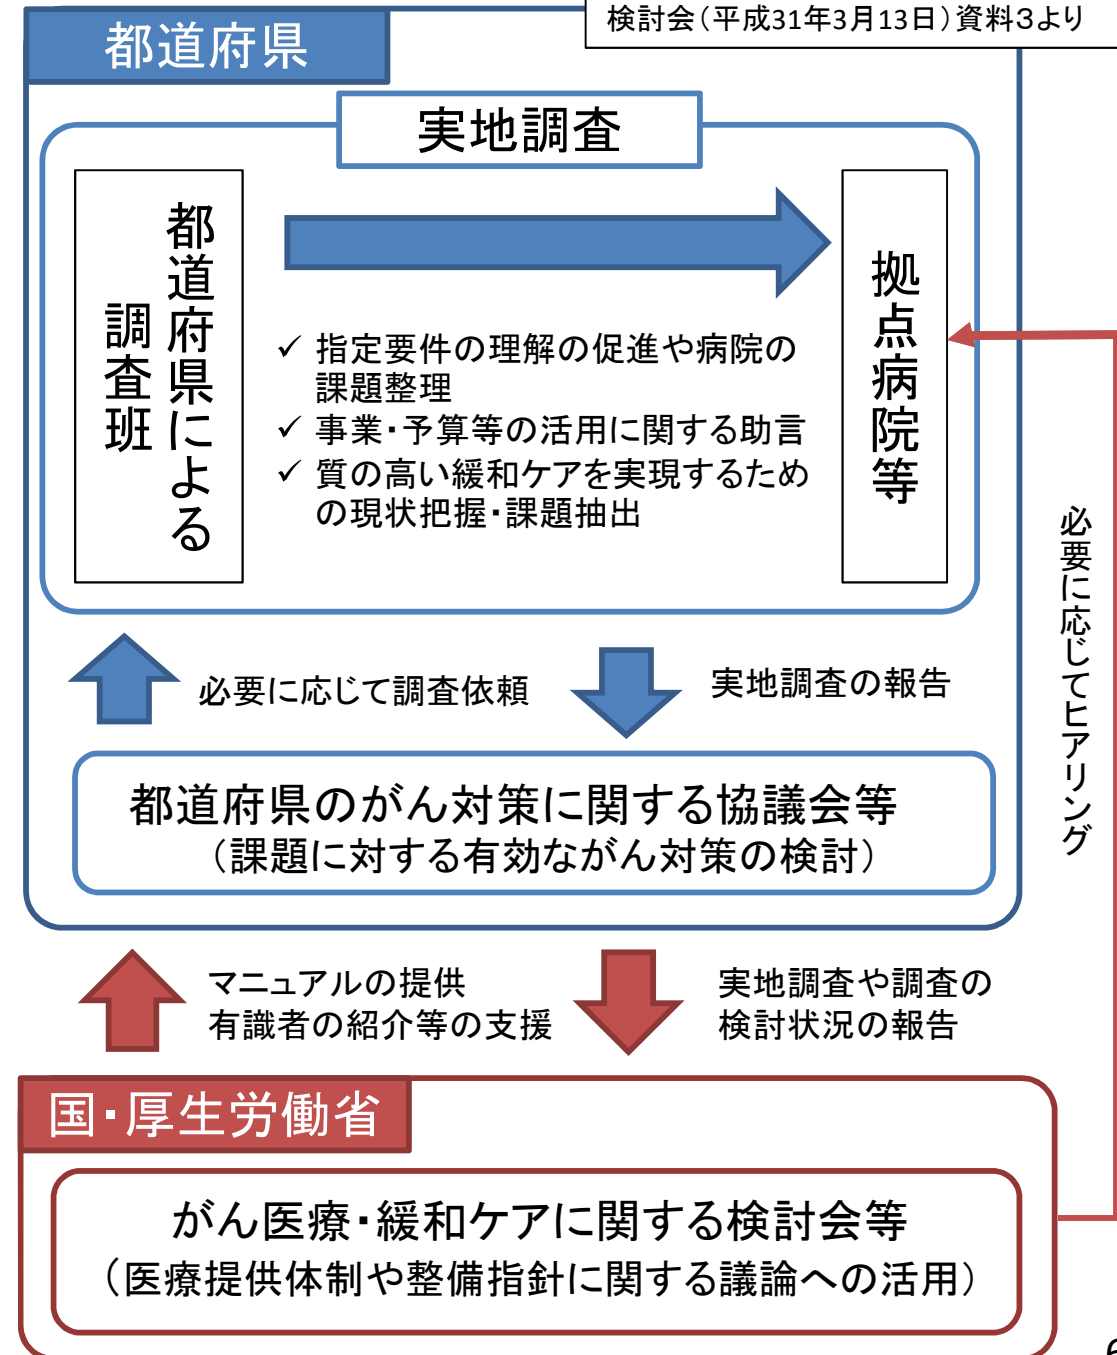 検討会（平成31年3月13日）資料３より
都道府県
実地調査
都道府県による
調査班
✓ 指定要件の理解の促進や病院の
課題整理
✓ 事業・予算等の活用に関する助言
✓ 質の高い緩和ケアを実現するため
の現状把握・課題抽出
拠点病院等
必要に応じてヒアリング
必要に応じて調査依頼
実地調査の報告
都道府県のがん対策に関する協議会等
（課題に対する有効ながん対策の検討）
マニュアルの提供
有識者の紹介等の支援
実地調査や調査の
検討状況の報告
国・厚生労働省
がん医療・緩和ケアに関する検討会等
（医療提供体制や整備指針に関する議論への活用）